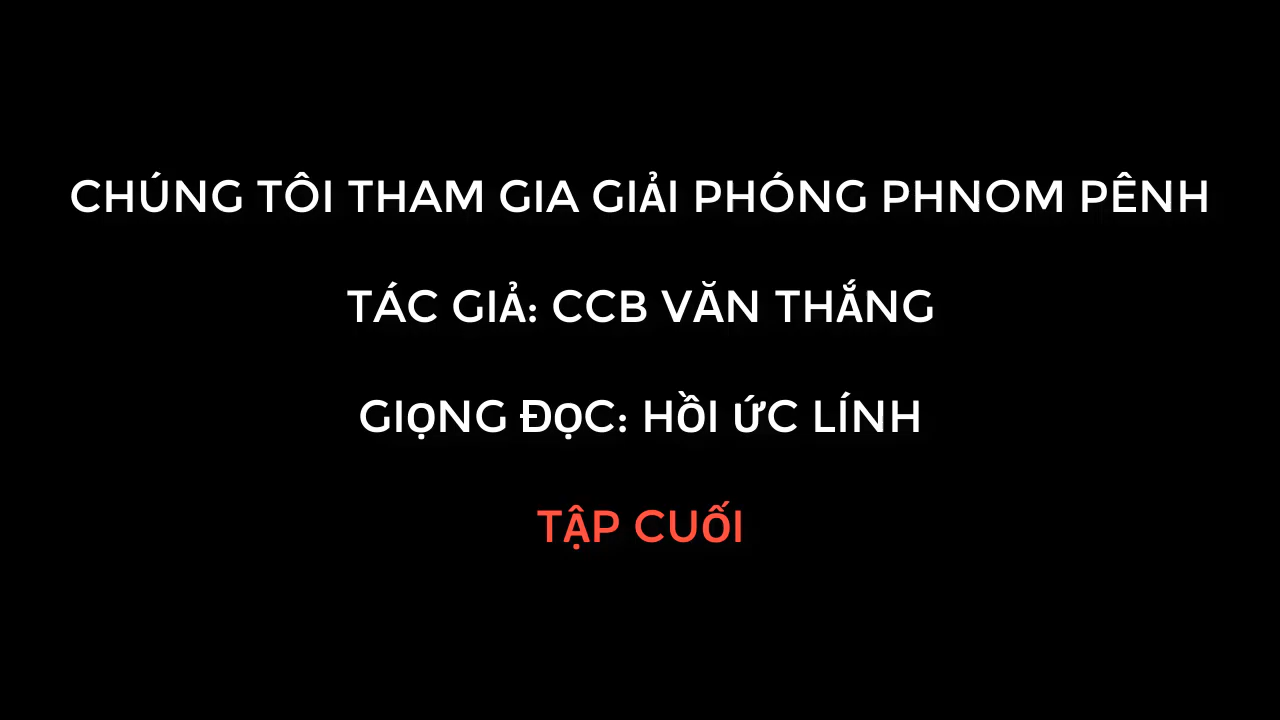 CHÚNG TÔI THAM GIA GIẢI PHÓNG PHNOM PÊNH
TÁC GIẢ: CCB VĂN THẮNG
GIỌNG ĐỌC: HỒI ỨC LÍNH
TẬP CUỐI